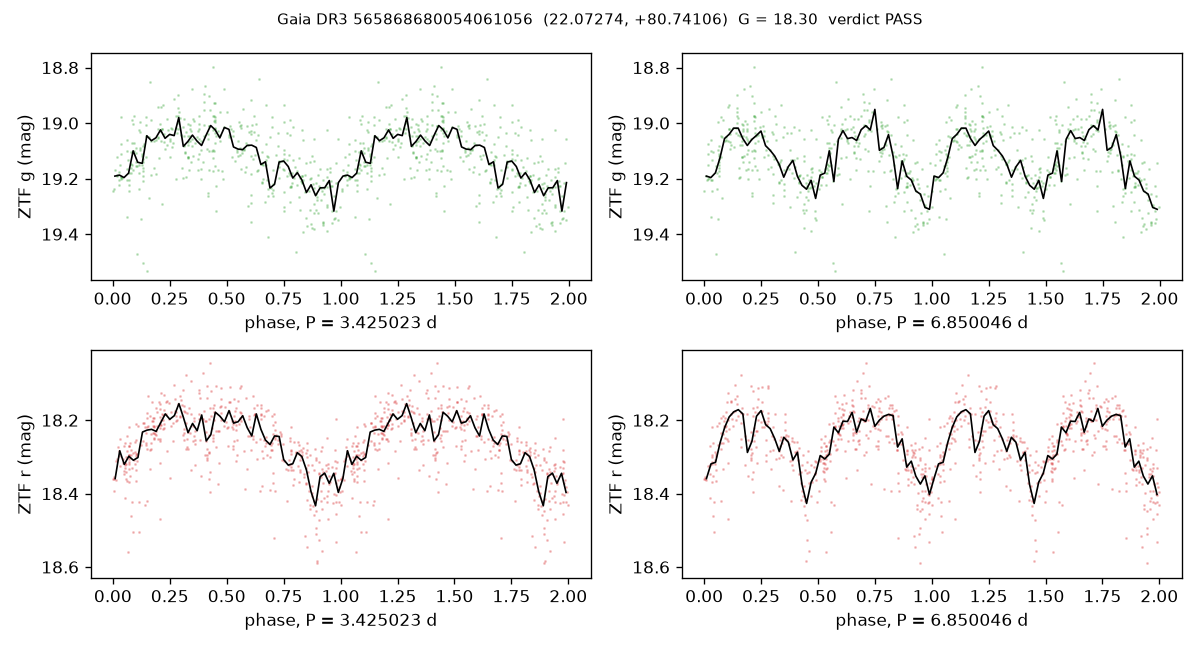 Gaia DR3 565868680054061056  (22.07274, +80.74106)  G = 18.30  verdict PASS
18.8
19.0
19.2
19.4
ZTF g (mag)
0.00 0.25 0.50 0.75 1.00 1.25 1.50 1.75 2.00
phase, P = 3.425023 d
18.8
19.0
19.2
19.4
ZTF g (mag)
0.00 0.25 0.50 0.75 1.00 1.25 1.50 1.75 2.00
phase, P = 6.850046 d
18.2
18.4
18.6
ZTF r (mag)
0.00 0.25 0.50 0.75 1.00 1.25 1.50 1.75 2.00
phase, P = 3.425023 d
18.2
18.4
18.6
ZTF r (mag)
0.00 0.25 0.50 0.75 1.00 1.25 1.50 1.75 2.00
phase, P = 6.850046 d